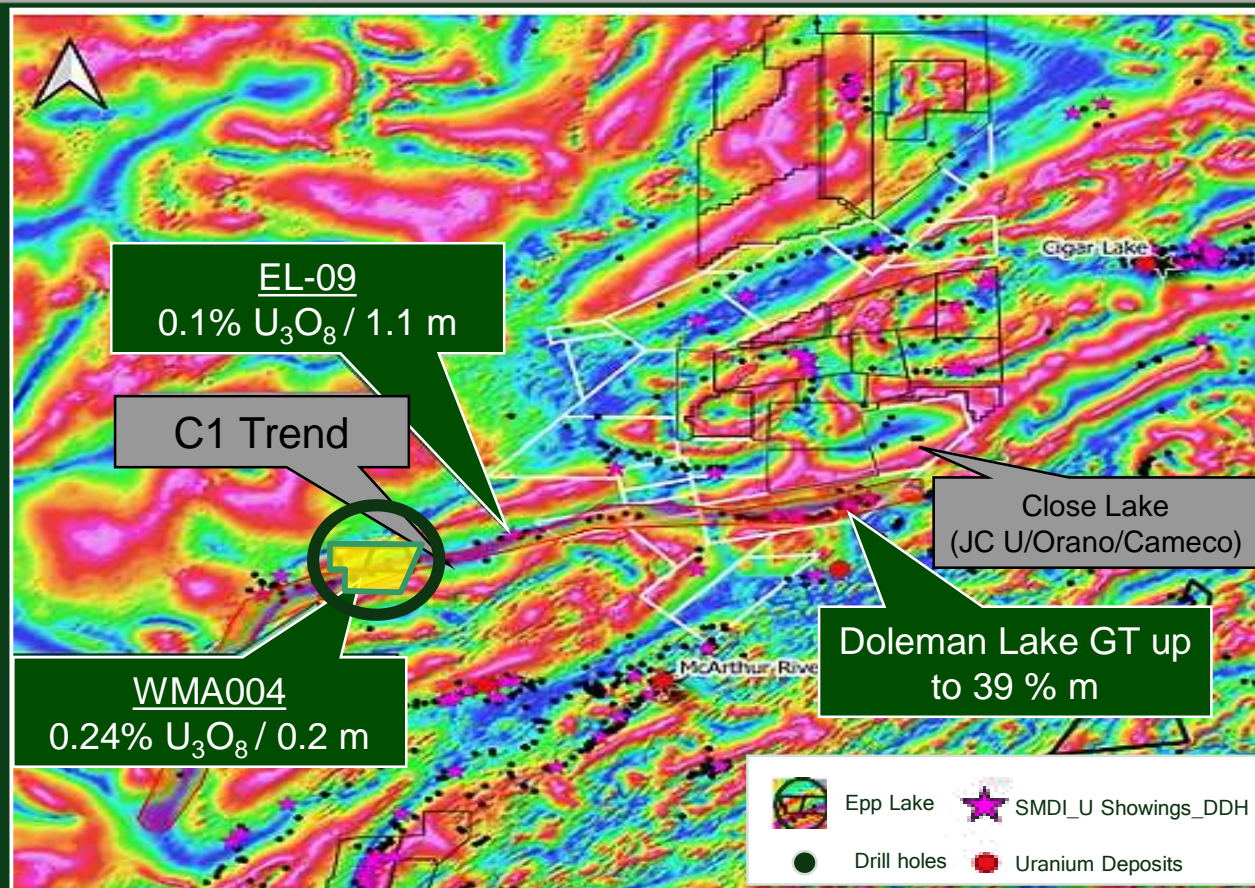 Cigar Lake
EL-09
0.1% U₃O₈ / 1.1 m
C1 Trend
Close Lake
(JC U/Orano/Cameco)
Doleman Lake GT up
to 39 % m
McArthur Rive
WMA004
0.24% U₃O₈ / 0.2 m
Epp Lake
SMDI_U Showings_DDH
Drill holes
Uranium Deposits